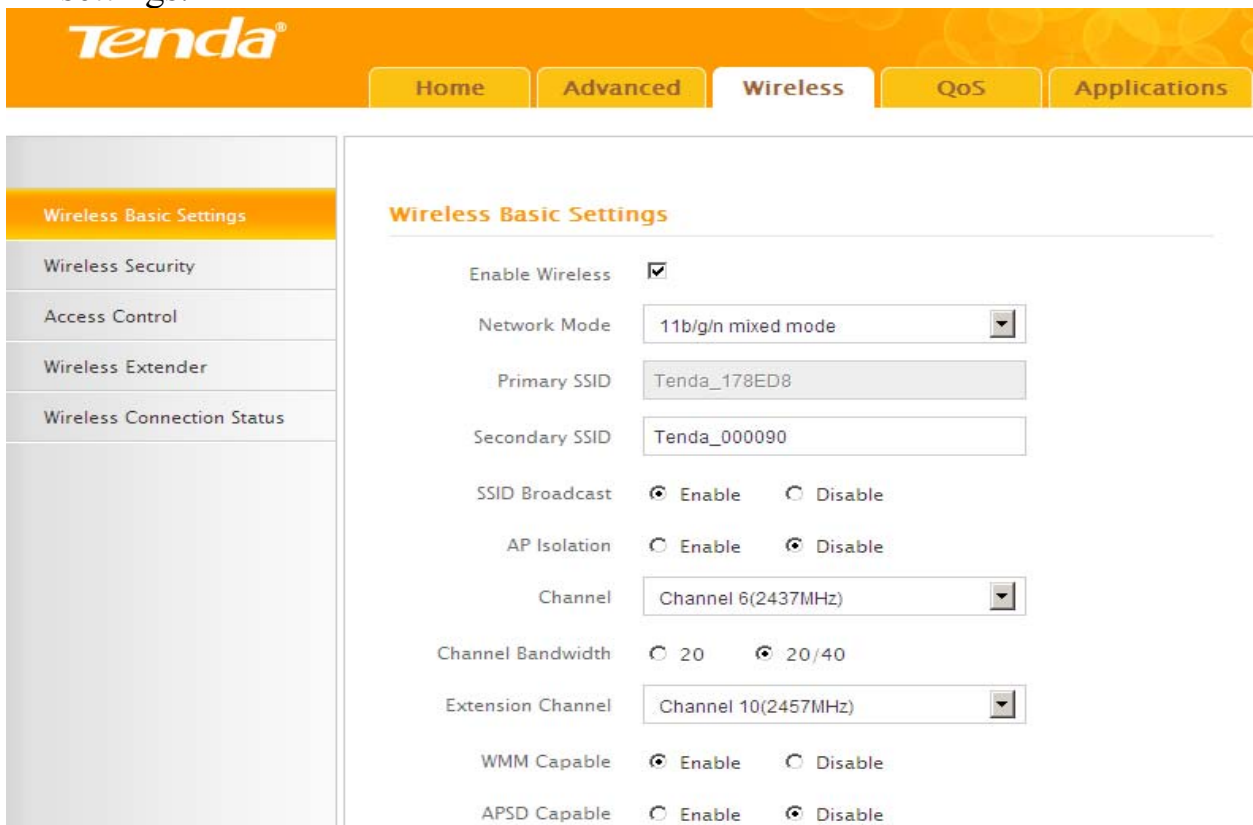 settings.
Tenda®
Home Advanced Wireless QoS Applications
Wireless Basic Settings
Wireless Security
Access Control
Wireless Extender
Wireless Connection Status
Wireless Basic Settings
Enable Wireless
Network Mode 11b/g/n mixed mode
Primary SSID Tenda_178ED8
Secondary SSID Tenda_000090
SSID Broadcast Enable Disable
AP Isolation Enable Disable
Channel Channel 6(2437MHz)
Channel Bandwidth 20 20/40
Extension Channel Channel 10(2457MHz)
WMM Capable Enable Disable
APSD Capable Enable Disable